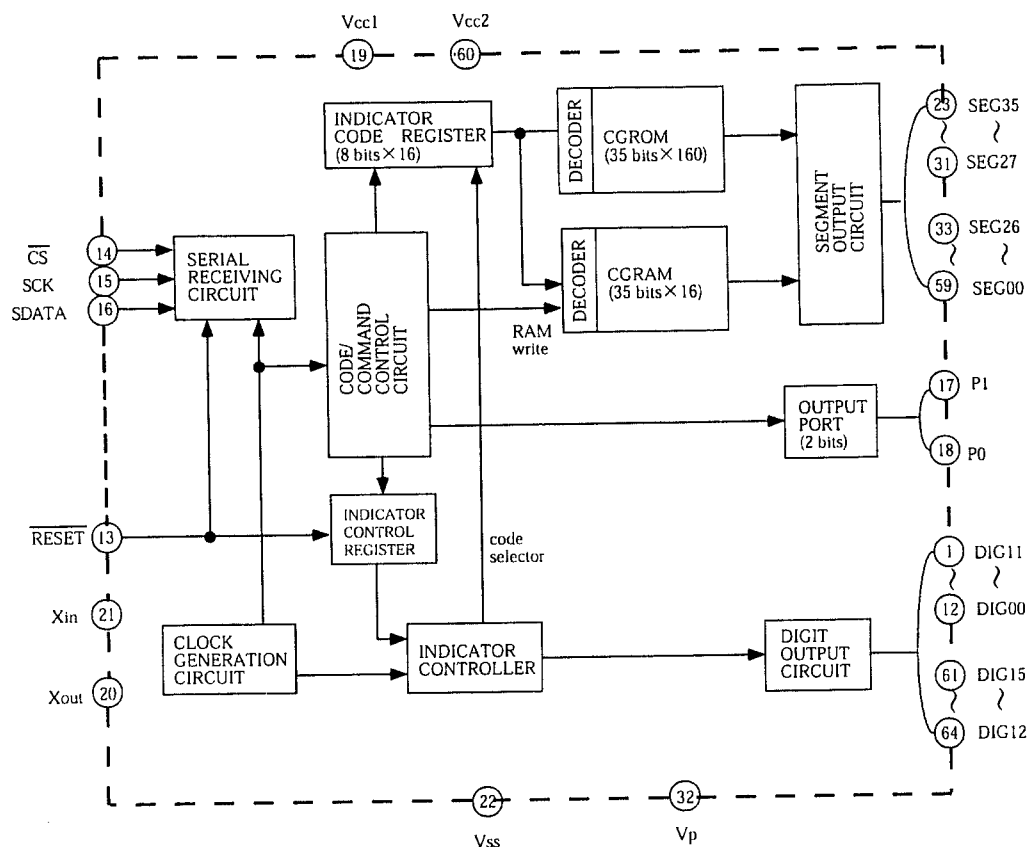 Vcc1 Vcc2
19 60
INDICATOR
CODE REGISTER
(8 bits × 16)
DECODER
CGROM
(35 bits × 160)
SEGMENT
OUTPUT
CIRCUIT
23 SEG35
31 SEG27
33 SEG26
59 SEG00
CS 14
SCK 15
SDATA 16
SERIAL
RECEIVING
CIRCUIT
CODE/
COMMAND
CONTROL
CIRCUIT
DECODER
CGRAM
(35 bits × 16)
RAM
write
OUTPUT
PORT
(2 bits)
17 P1
18 P0
RESET 13
INDICATOR
CONTROL
REGISTER
code
selector
Xin 21
Xout 20
CLOCK
GENERATION
CIRCUIT
INDICATOR
CONTROLLER
DIGIT
OUTPUT
CIRCUIT
1 DIG11
12 DIG00
61 DIG15
64 DIG12
22 32
Vss Vp